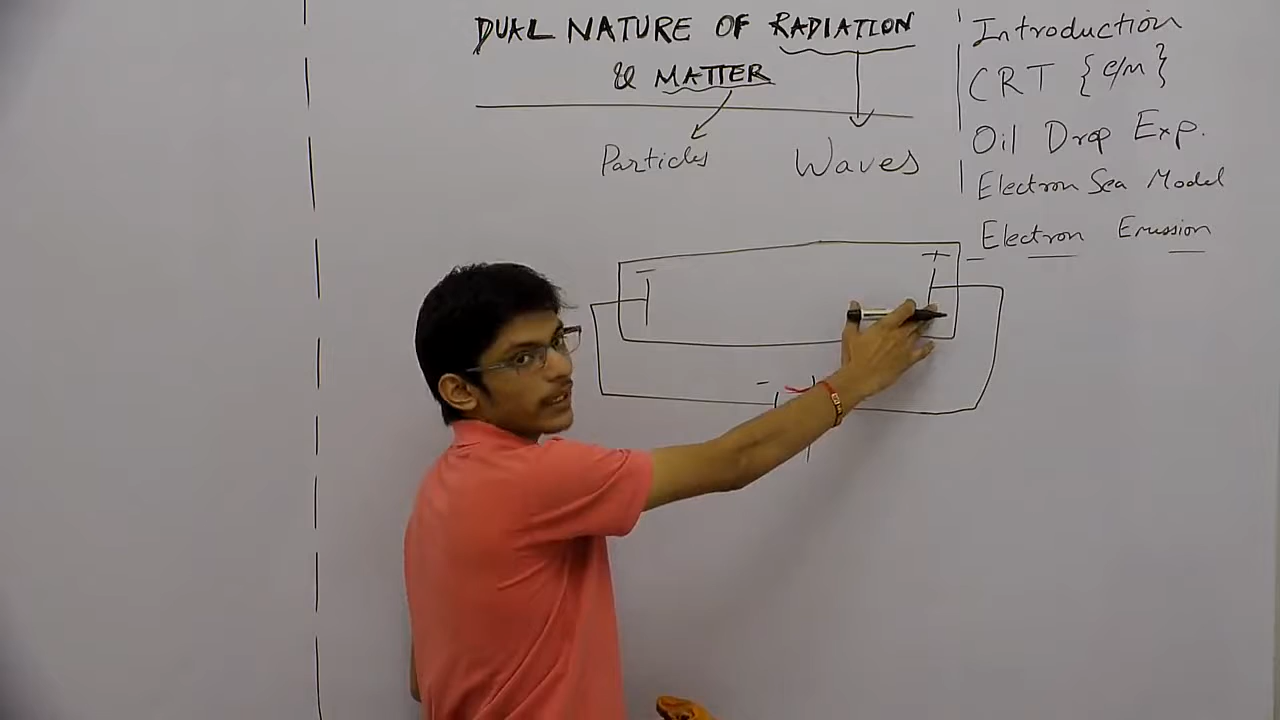 DUAL NATURE OF RADIATION
& MATTER
Particles
Waves
Introduction
CRT {e/m}
Oil Drop Exp.
Electron Sea Model
Electron Emission
-
+
-